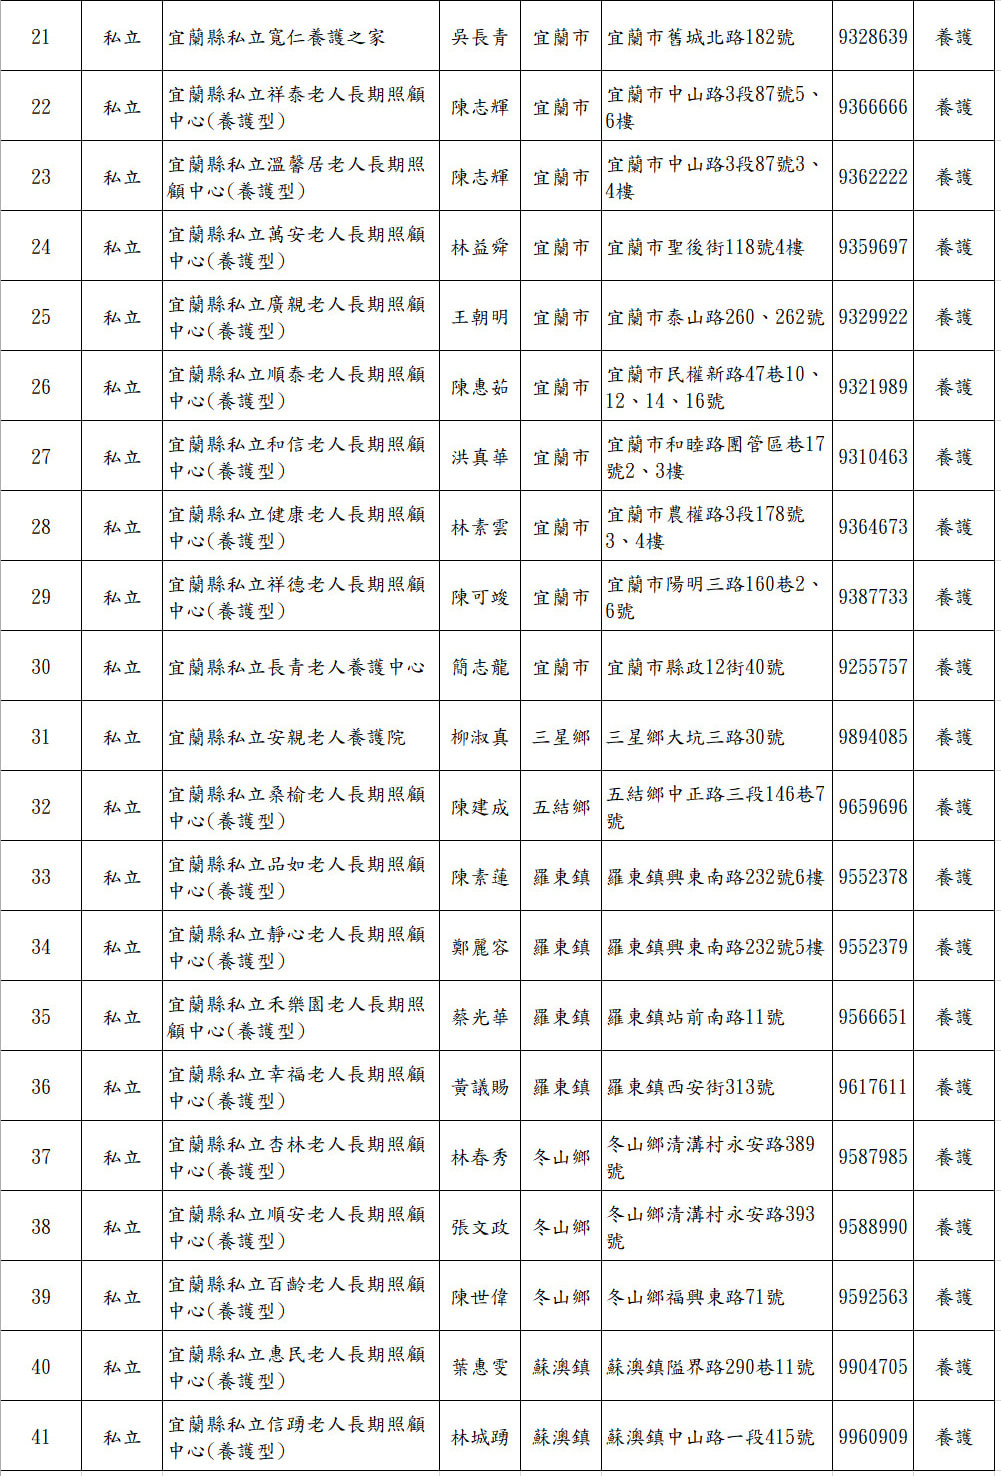 21 私立 宜蘭縣私立寬仁養護之家 吳長青 宜蘭市 宜蘭市舊城北路182號 9328639 養護
22 私立 宜蘭縣私立祥泰老人長期照顧
中心(養護型) 陳志輝 宜蘭市 宜蘭市中山路3段87號5、
6樓 9366666 養護
23 私立 宜蘭縣私立溫馨居老人長期照
顧中心(養護型) 陳志輝 宜蘭市 宜蘭市中山路3段87號3、
4樓 9362222 養護
24 私立 宜蘭縣私立萬安老人長期照顧
中心(養護型) 林益舜 宜蘭市 宜蘭市聖後街118號4樓 9359697 養護
25 私立 宜蘭縣私立廣親老人長期照顧
中心(養護型) 王朝明 宜蘭市 宜蘭市泰山路260、262號 9329922 養護
26 私立 宜蘭縣私立順泰老人長期照顧
中心(養護型) 陳惠茹 宜蘭市 宜蘭市民權新路47巷10、
12、14、16號 9321989 養護
27 私立 宜蘭縣私立和信老人長期照顧
中心(養護型) 洪真華 宜蘭市 宜蘭市和睦路團管區巷17
號2、3樓 9310463 養護
28 私立 宜蘭縣私立健康老人長期照顧
中心(養護型) 林素雲 宜蘭市 宜蘭市農權路3段178號
3、4樓 9364673 養護
29 私立 宜蘭縣私立祥德老人長期照顧
中心(養護型) 陳可竣 宜蘭市 宜蘭市陽明三路160巷2、
6號 9387733 養護
30 私立 宜蘭縣私立長青老人養護中心 簡志龍 宜蘭市 宜蘭市縣政12街40號 9255757 養護
31 私立 宜蘭縣私立安親老人養護院 柳淑真 三星鄉 三星鄉大坑三路30號 9894085 養護
32 私立 宜蘭縣私立桑榆老人長期照顧
中心(養護型) 陳建成 五結鄉 五結鄉中正路三段146巷7
號 9659696 養護
33 私立 宜蘭縣私立品如老人長期照顧
中心(養護型) 陳素蓮 羅東鎮 羅東鎮興東南路232號6樓 9552378 養護
34 私立 宜蘭縣私立靜心老人長期照顧
中心(養護型) 鄭麗容 羅東鎮 羅東鎮興東南路232號5樓 9552379 養護
35 私立 宜蘭縣私立禾樂園老人長期照
顧中心(養護型) 蔡光華 羅東鎮 羅東鎮站前南路11號 9566651 養護
36 私立 宜蘭縣私立幸福老人長期照顧
中心(養護型) 黃議賜 羅東鎮 羅東鎮西安街313號 9617611 養護
37 私立 宜蘭縣私立杏林老人長期照顧
中心(養護型) 林春秀 冬山鄉 冬山鄉清溝村永安路389
號 9587985 養護
38 私立 宜蘭縣私立順安老人長期照顧
中心(養護型) 張文政 冬山鄉 冬山鄉清溝村永安路393
號 9588990 養護
39 私立 宜蘭縣私立百齡老人長期照顧
中心(養護型) 陳世偉 冬山鄉 冬山鄉福興東路71號 9592563 養護
40 私立 宜蘭縣私立惠民老人長期照顧
中心(養護型) 葉惠雯 蘇澳鎮 蘇澳鎮隘界路290巷11號 9904705 養護
41 私立 宜蘭縣私立信踴老人長期照顧
中心(養護型) 林城踴 蘇澳鎮 蘇澳鎮中山路一段415號 9960909 養護